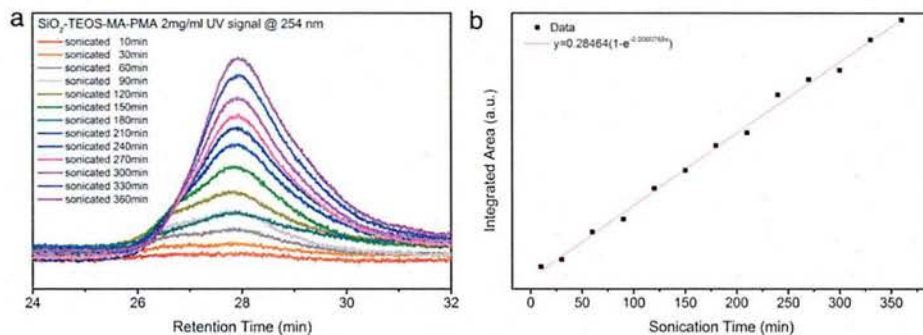 a
SiO₂-TEOS-MA-PMA 2mg/ml UV signal @ 254 nm
sonicated 10min
sonicated 30min
sonicated 60min
sonicated 90min
sonicated 120min
sonicated 150min
sonicated 180min
sonicated 210min
sonicated 240min
sonicated 270min
sonicated 300min
sonicated 330min
sonicated 360min
24 26 28 30 32
Retention Time (min)
b
Data
Integrated Area (a.u.)
0 50 100 150 200 250 300 350
Sonication Time (min)